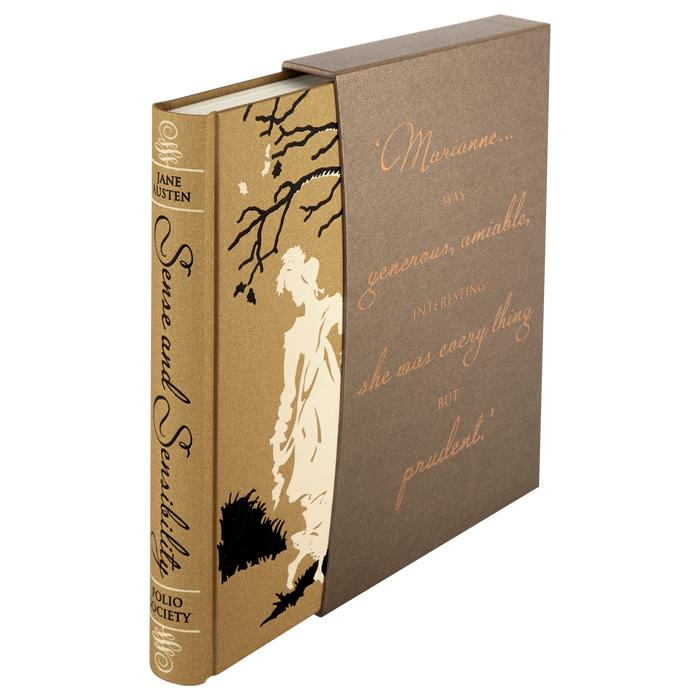 JANE
AUSTEN
Sense and Sensibility
FOLIO
SOCIETY
‘Marianne...
WAS
generous, amiable,
INTERESTING:
she was every thing
BUT
prudent.’